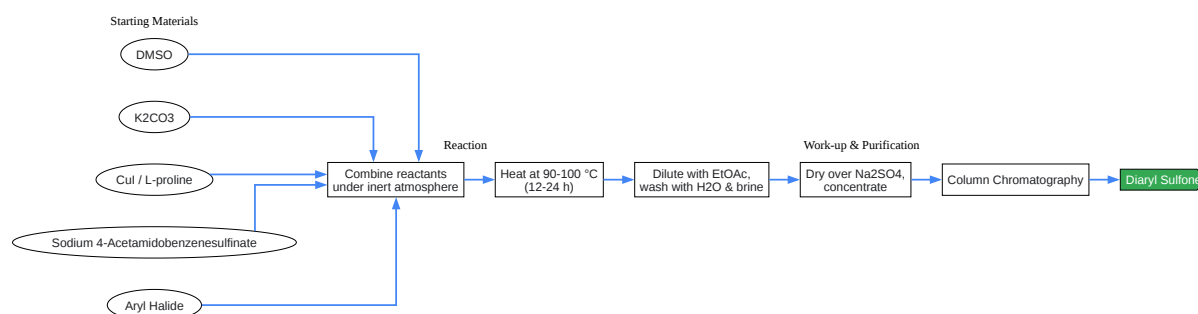 Starting Materials
DMSO
K2CO3
CuI / L-proline
Sodium 4-Acetamidobenzenesulfinate
Aryl Halide
Combine reactants
under inert atmosphere
Reaction
Heat at 90-100 °C
(12-24 h)
Dilute with EtOAc,
wash with H2O & brine
Work-up & Purification
Dry over Na2SO4,
concentrate
Column Chromatography
Diaryl Sulfone